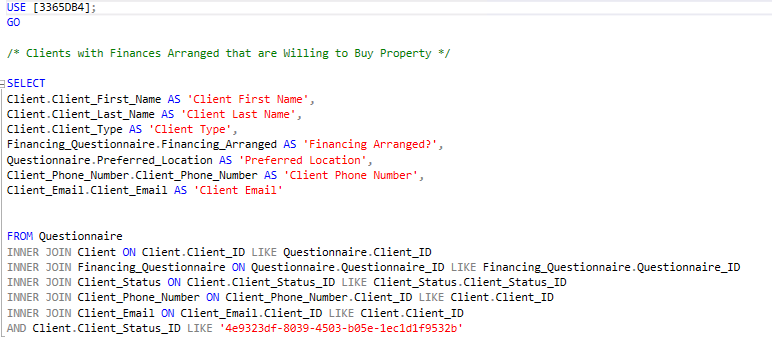 USE [3365DB4];
GO
/* Clients with Finances Arranged that are Willing to Buy Property */
SELECT
Client.Client_First_Name AS 'Client First Name',
Client.Client_Last_Name AS 'Client Last Name',
Client.Client_Type AS 'Client Type',
Financing_Questionnaire.Financing_Arranged AS 'Financing Arranged?',
Questionnaire.Preferred_Location AS 'Preferred Location',
Client_Phone_Number.Client_Phone_Number AS 'Client Phone Number',
Client_Email.Client_Email AS 'Client Email'
FROM Questionnaire
INNER JOIN Client ON Client.Client_ID LIKE Questionnaire.Client_ID
INNER JOIN Financing_Questionnaire ON Questionnaire.Questionnaire_ID LIKE Financing_Questionnaire.Questionnaire_ID
INNER JOIN Client_Status ON Client.Client_Status_ID LIKE Client_Status.Client_Status_ID
INNER JOIN Client_Phone_Number ON Client_Phone_Number.Client_ID LIKE Client.Client_ID
INNER JOIN Client_Email ON Client_Email.Client_ID LIKE Client.Client_ID
AND Client.Client_Status_ID LIKE '4e9323df-8039-4503-b05e-1ec1d1f9532b'